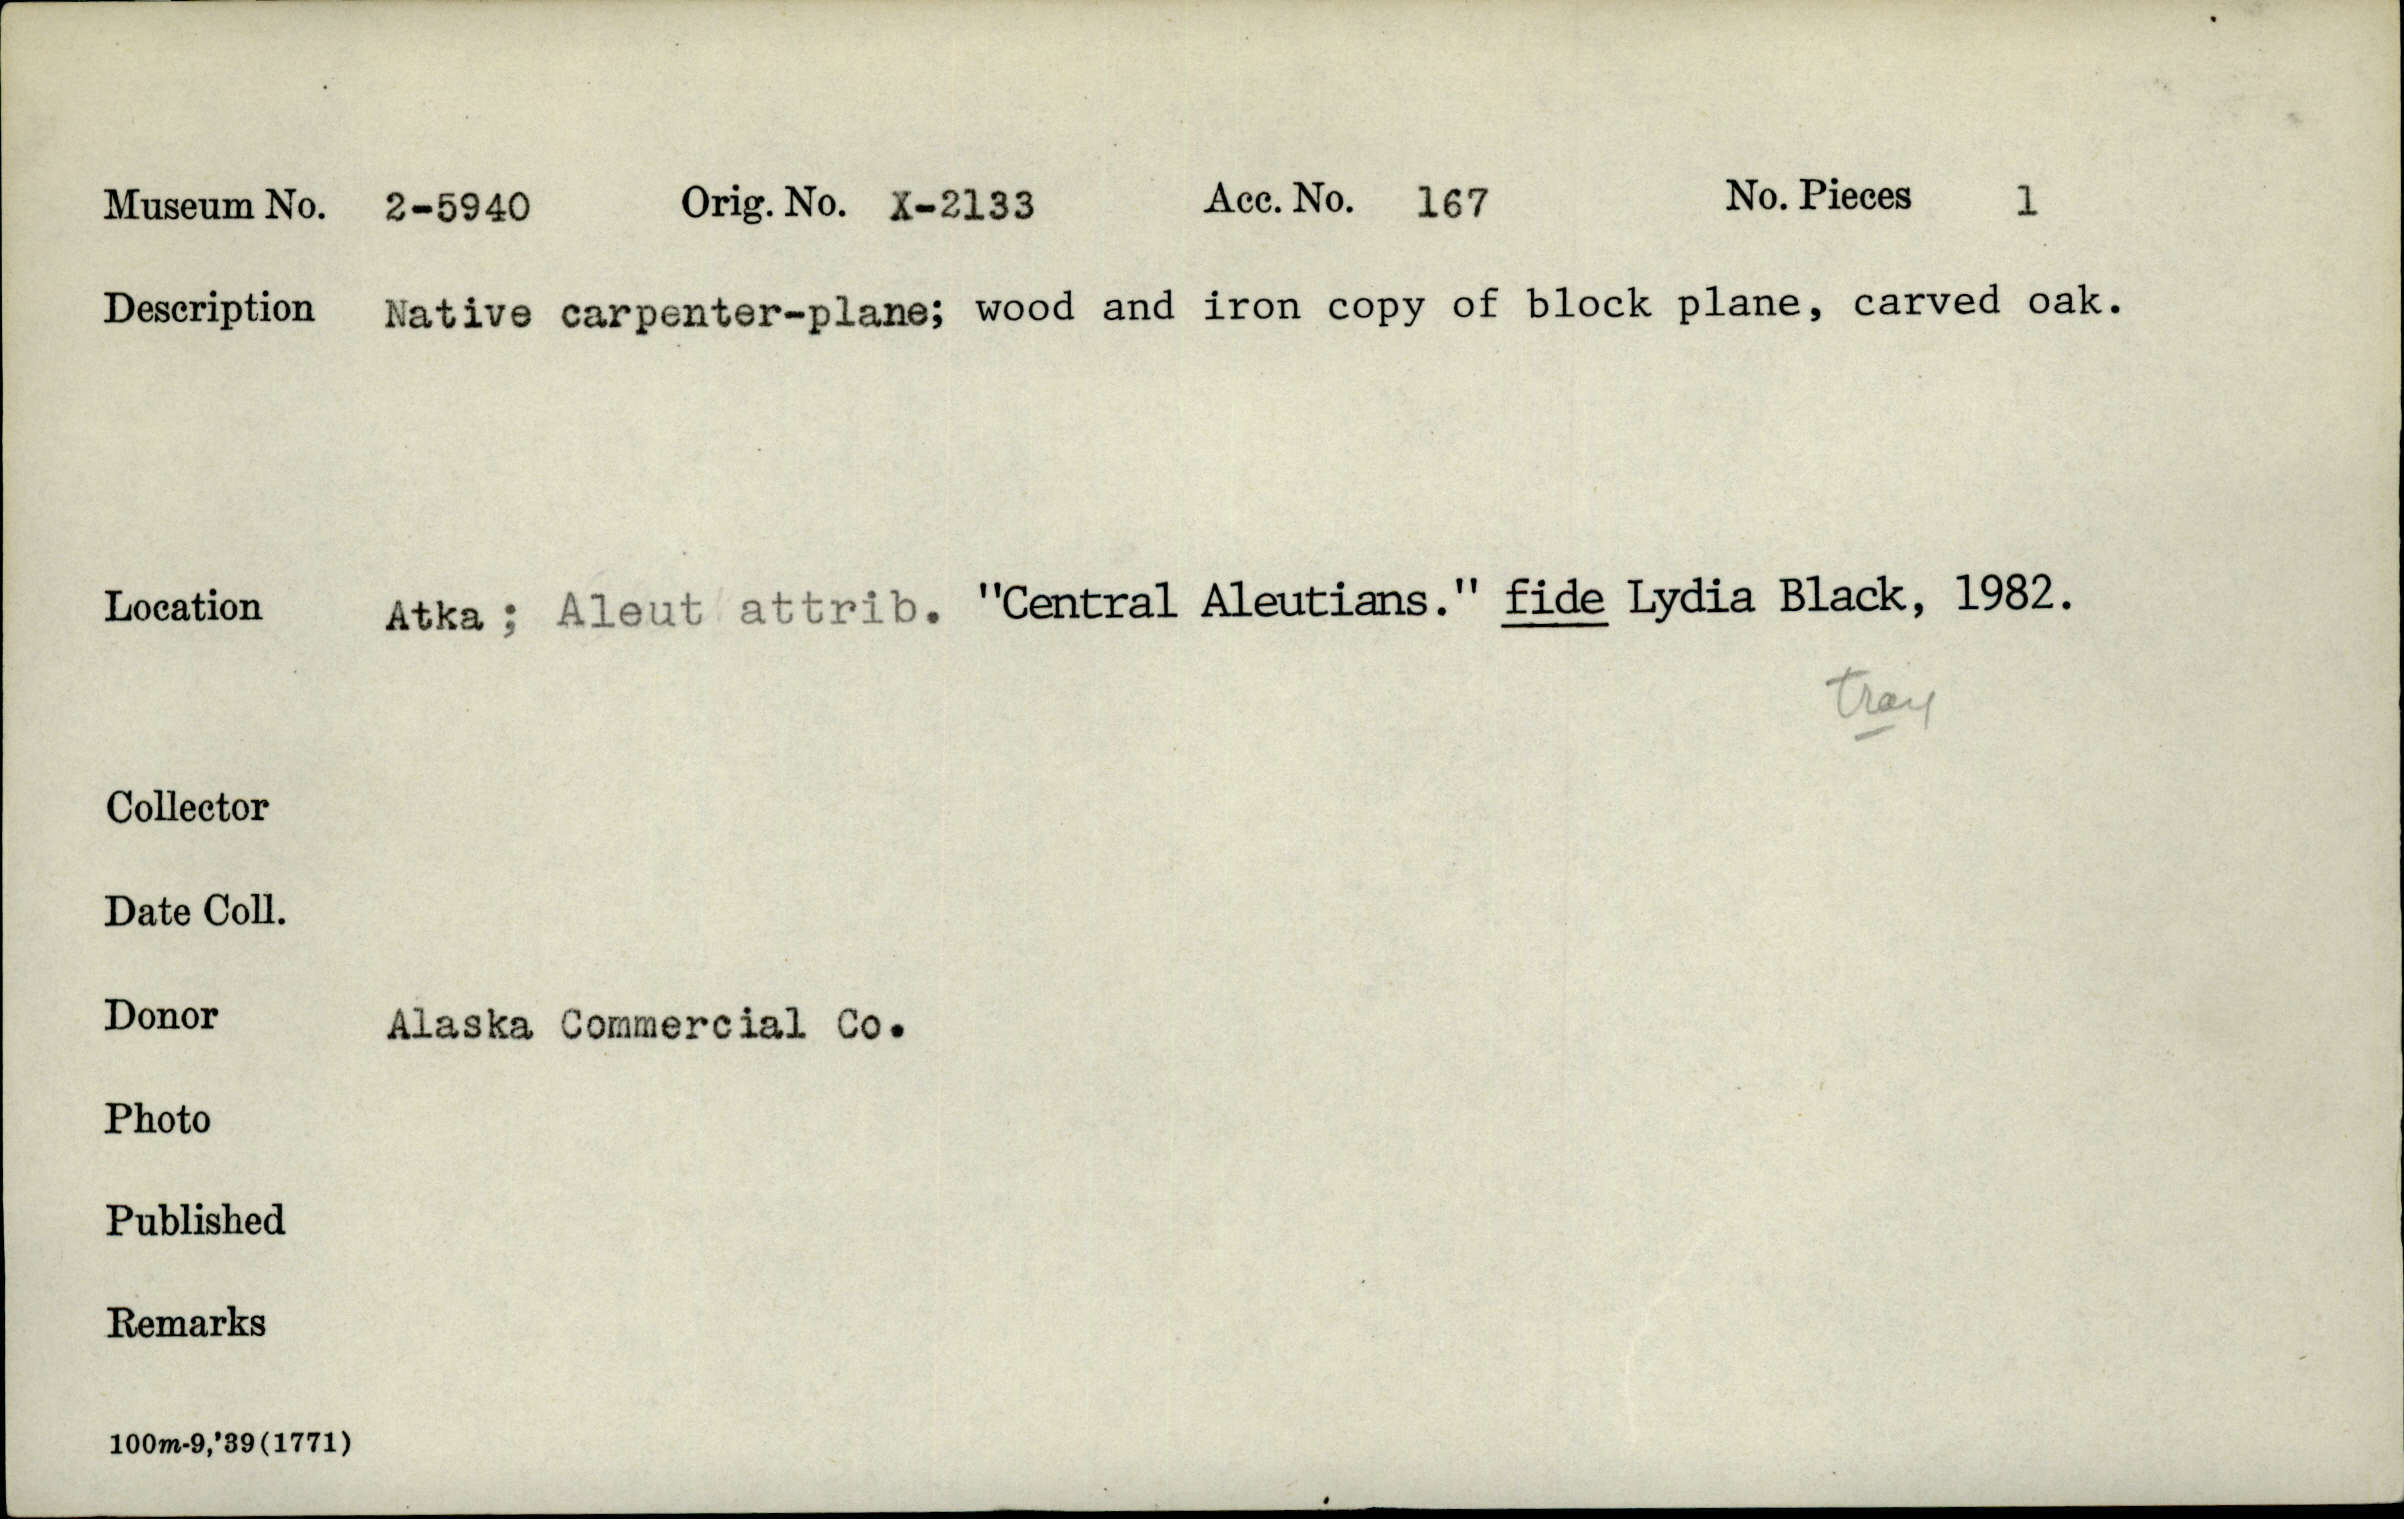 Museum No. 2-5940 Orig. No. X-2133 Acc. No. 167 No. Pieces 1
Description Native carpenter-plane; wood and iron copy of block plane, carved oak.
Location Atka; Aleut attrib. "Central Aleutians." fide Lydia Black, 1982.
tray
Collector
Date Coll.
Donor Alaska Commercial Co.
Photo
Published
Remarks
100m-9,'39(1771)